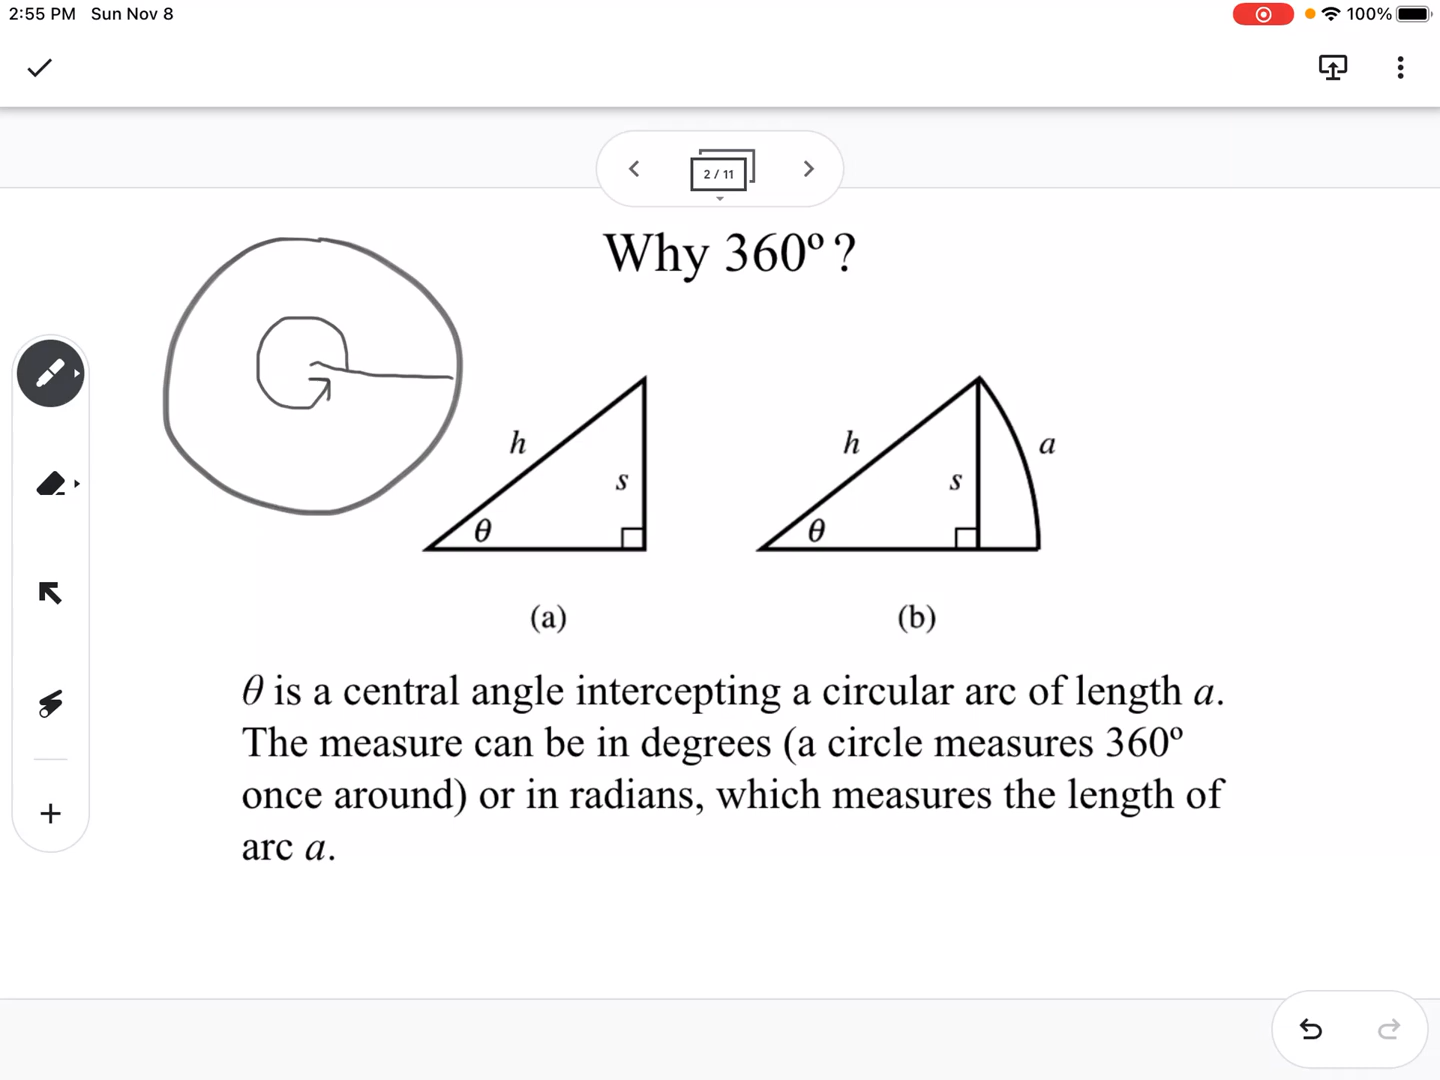 2:55 PM Sun Nov 8
100%
2 / 11
Why 360º?
h
s
θ
h
s
θ
a
(a)
(b)
θ is a central angle intercepting a circular arc of length a.
The measure can be in degrees (a circle measures 360º
once around) or in radians, which measures the length of
arc a.